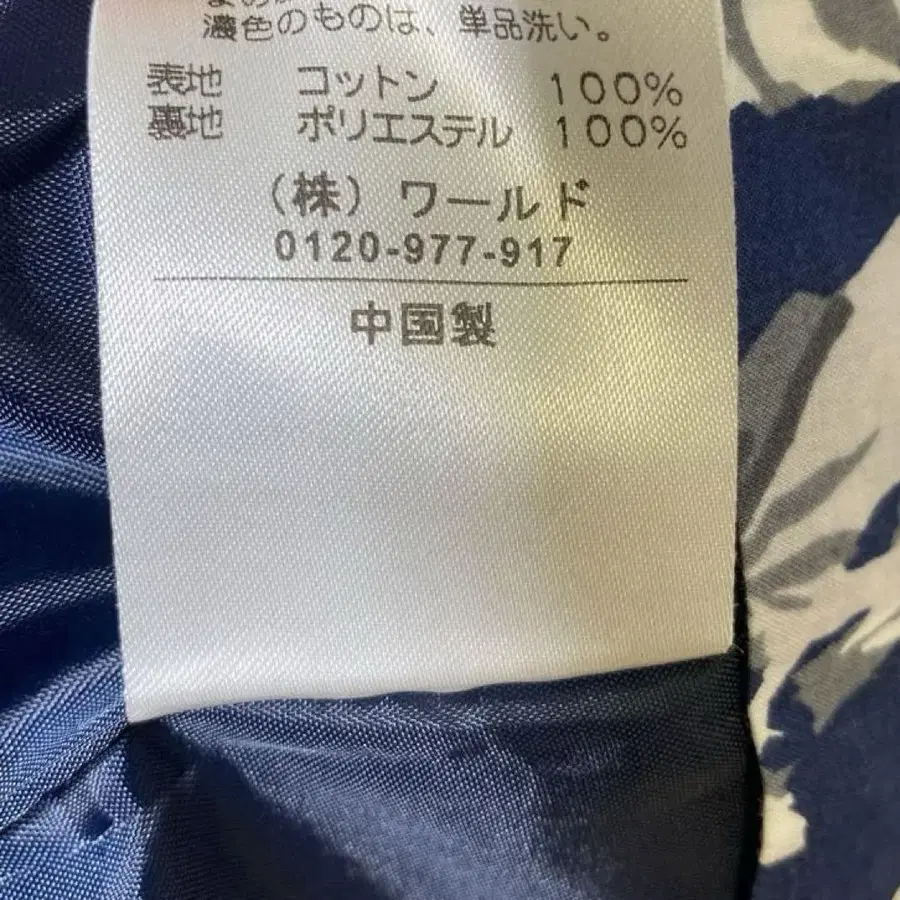 濃色のものは、単品洗い。
表地 コットン 100%
裏地 ポリエステル 100%
(株) ワールド
0120-977-917
中国製